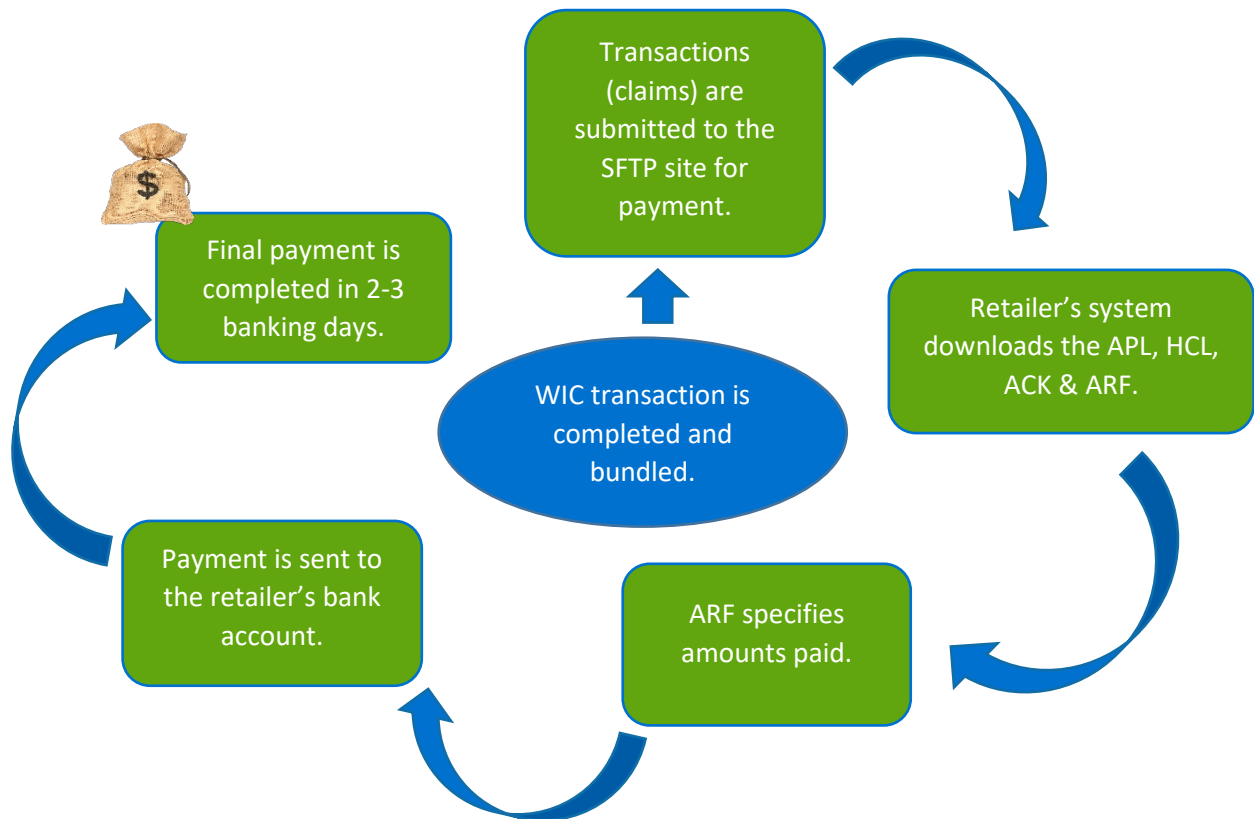 Transactions
(claims) are
submitted to the
SFTP site for
payment.
$
Final payment is
completed in 2-3
banking days.
Retailer’s system
downloads the APL, HCL,
ACK & ARF.
WIC transaction is
completed and
bundled.
Payment is sent to
the retailer’s bank
account.
ARF specifies
amounts paid.